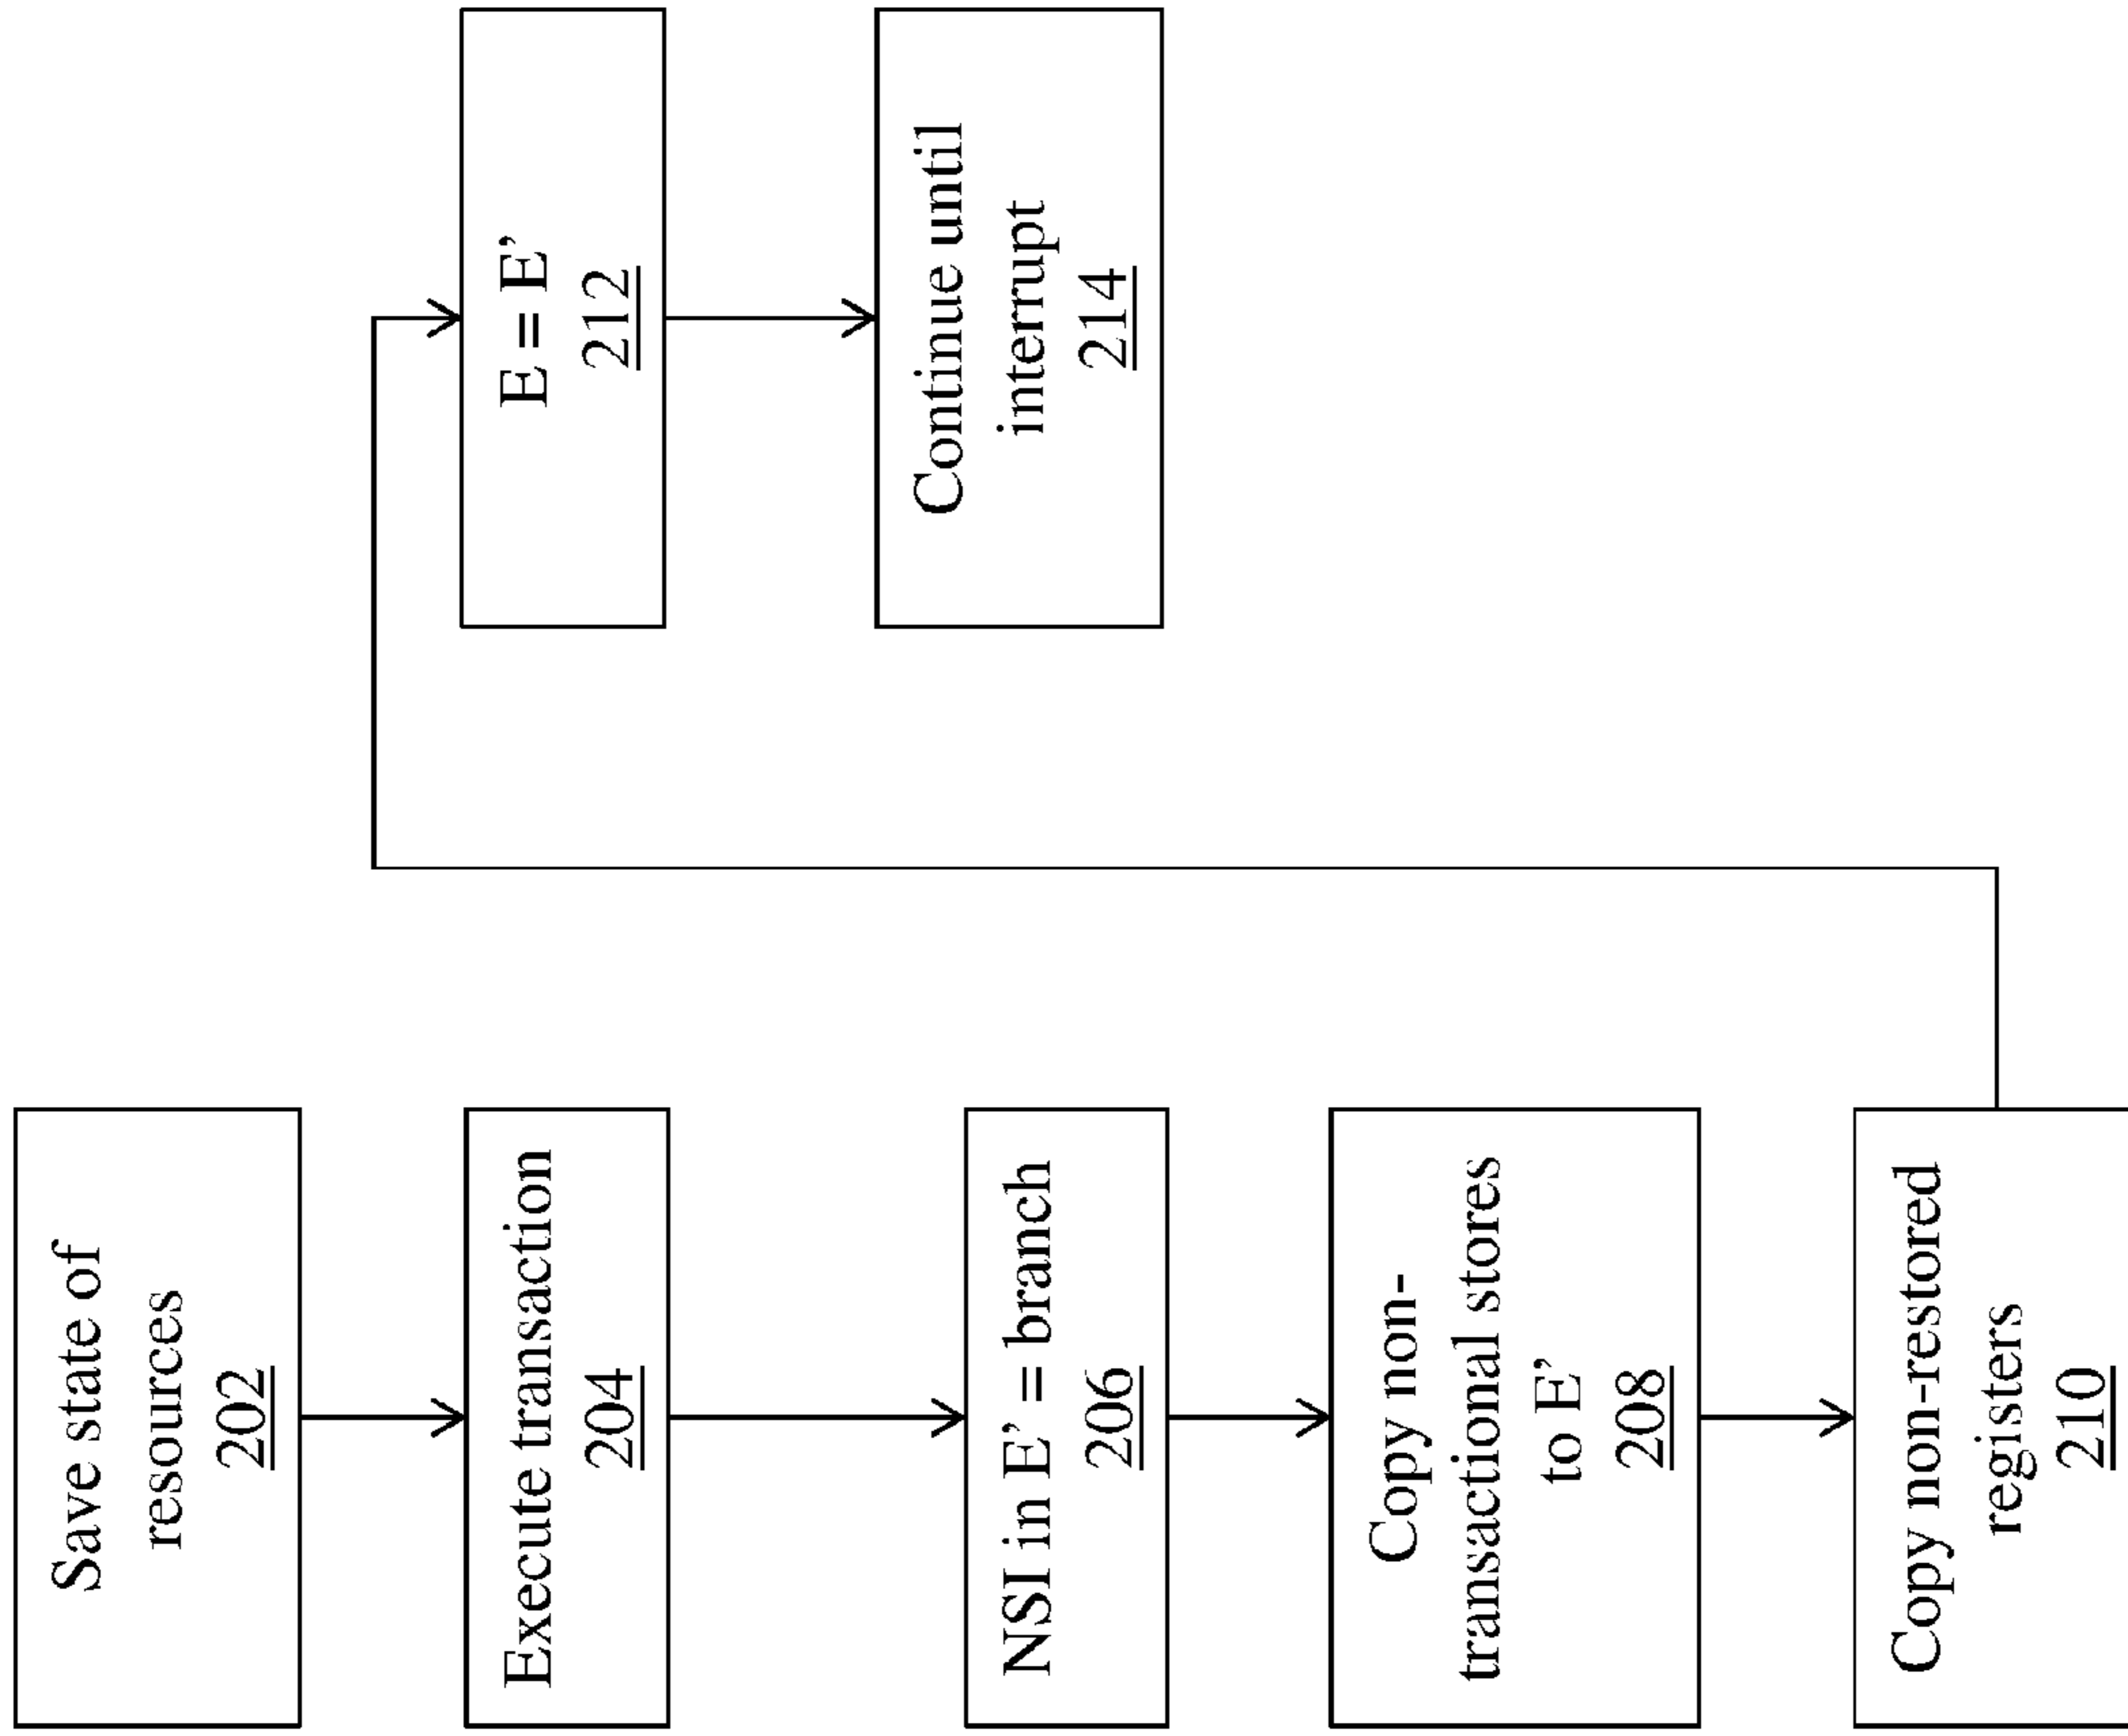 Save state of
resources
202
Execute transaction
204
NSI in E’ = branch
206
Copy non-
transactional stores
to E’
208
Copy non-restored
registers
210
E = E’
212
Continue until
interrupt
214